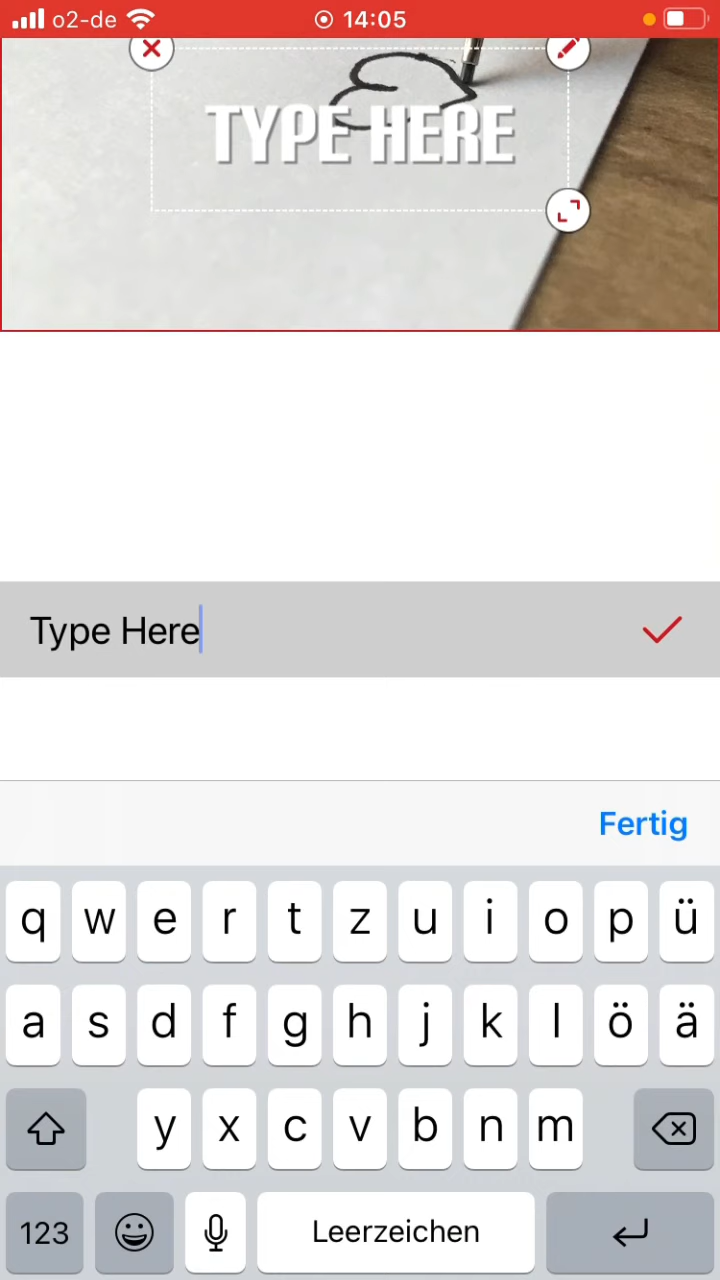 o2-de 14:05
TYPE HERE
Type Here
Fertig
q w e r t z u i o p ü
a s d f g h j k l ö ä
y x c v b n m
123 Leerzeichen